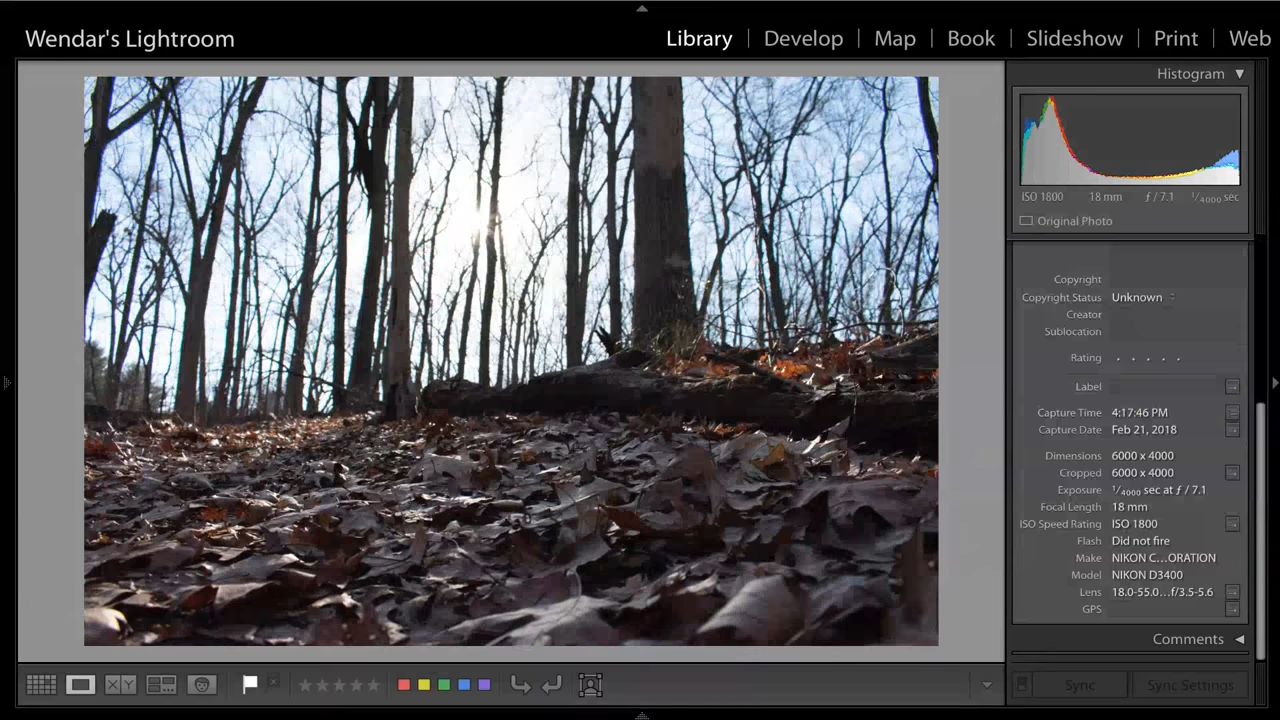 Wendar's Lightroom
Library | Develop | Map | Book | Slideshow | Print | Web
Histogram
ISO 1800 18 mm ƒ / 7.1 1/4000 sec
Original Photo
Copyright
Copyright Status Unknown
Creator
Sublocation
Rating
Label
Capture Time 4:17:46 PM
Capture Date Feb 21, 2018
Dimensions 6000 x 4000
Cropped 6000 x 4000
Exposure 1/4000 sec at ƒ / 7.1
Focal Length 18 mm
ISO Speed Rating ISO 1800
Flash Did not fire
Make NIKON C...ORATION
Model NIKON D3400
Lens 18.0-55.0...f/3.5-5.6
GPS
Comments
X Y
Sync Sync Settings